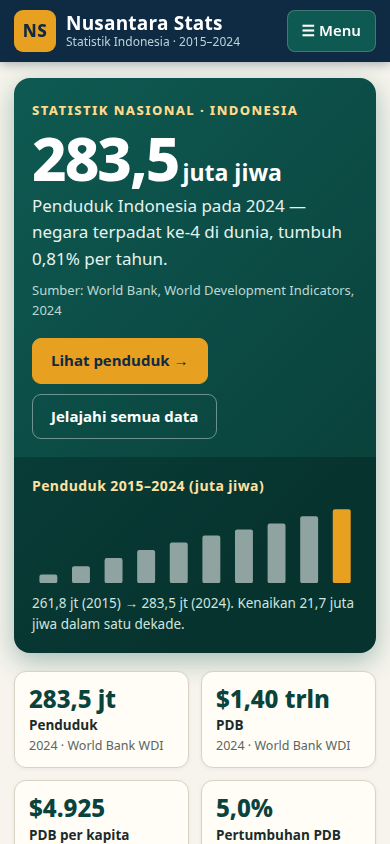 NS
Nusantara Stats
Statistik Indonesia · 2015–2024
☰ Menu
STATISTIK NASIONAL · INDONESIA
283,5 juta jiwa
Penduduk Indonesia pada 2024 —
negara terpadat ke-4 di dunia, tumbuh
0,81% per tahun.
Sumber: World Bank, World Development Indicators,
2024
Lihat penduduk →
Jelajahi semua data
Penduduk 2015–2024 (juta jiwa)
261,8 jt (2015) → 283,5 jt (2024). Kenaikan 21,7 juta
jiwa dalam satu dekade.
283,5 jt
Penduduk
2024 · World Bank WDI
$1,40 trln
PDB
2024 · World Bank WDI
$4.925
PDB per kapita
5,0%
Pertumbuhan PDB